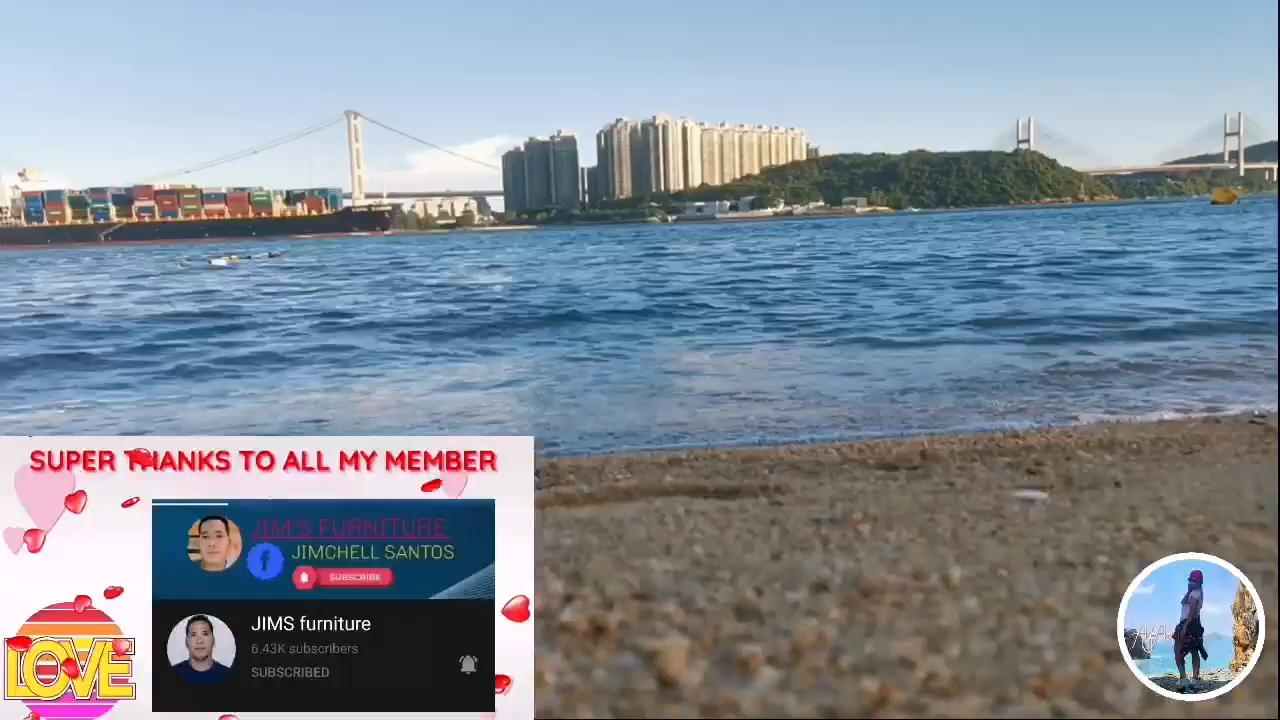 SUPER THANKS TO ALL MY MEMBER
JIM'S FURNITURE
JIMCHELL SANTOS
f
SUBSCRIBE
JIMS furniture
6.43K subscribers
SUBSCRIBED
LOVE